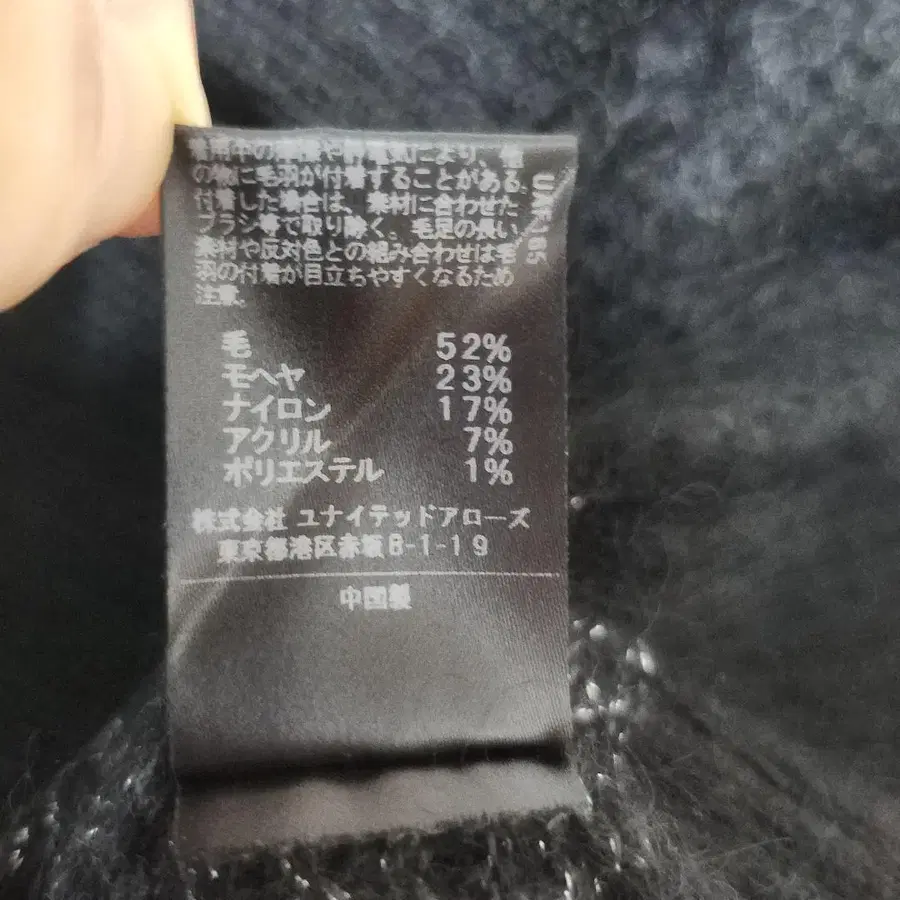 着用中の摩擦や静電気により、他
の物に毛羽が付着することがある。
付着した場合は、素材に合わせた
ブラシ等で取り除く。毛足の長い
素材や反対色との組み合わせは毛
羽の付着が目立ちやすくなるため
注意。
毛 52%
モヘヤ 23%
ナイロン 17%
アクリル 7%
ポリエステル 1%
株式会社 ユナイテッドアローズ
東京都港区赤坂8-1-19
中国製